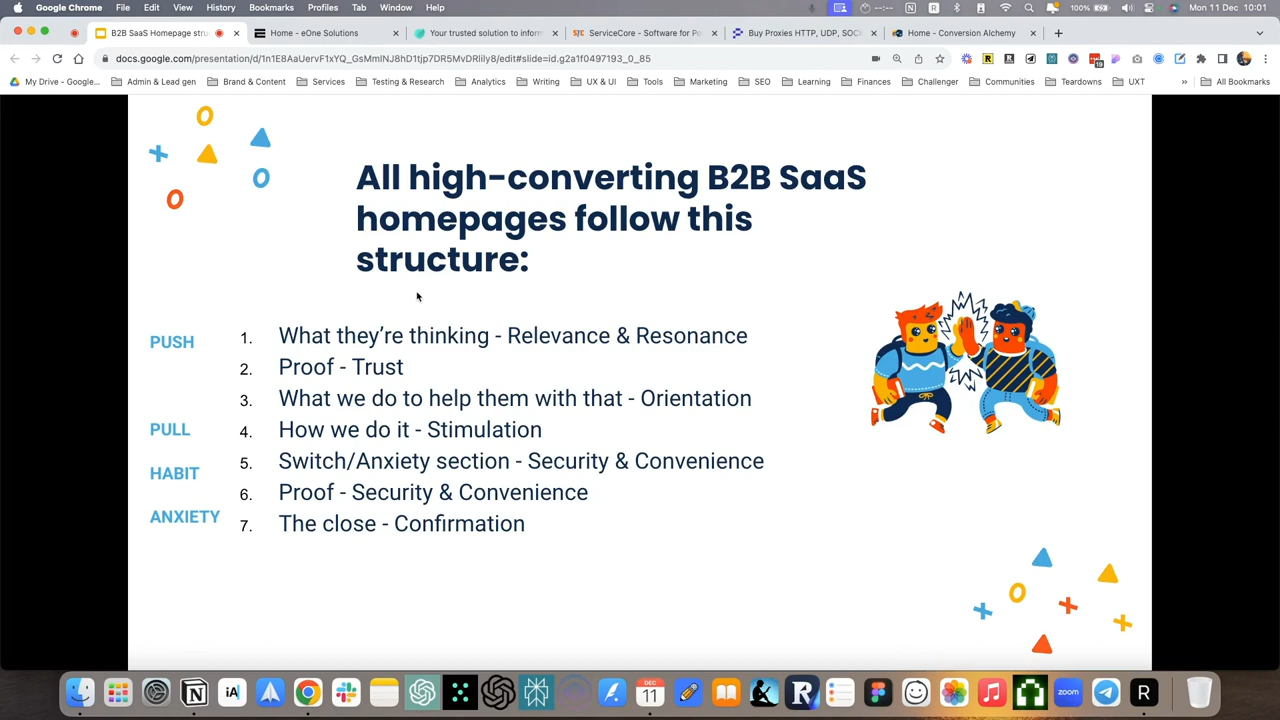 Google Chrome File Edit View History Bookmarks Profiles Tab Window Help 100% Mon 11 Dec 10:01
B2B SaaS Homepage stru Home - eOne Solutions Your trusted solution to inform ServiceCore - Software for Po Buy Proxies HTTP, UDP, SOC Home - Conversion Alchemy
docs.google.com/presentation/d/1n1E8AaUervF1xYQ_GsMmINJKcD1tjp7DR5MvDRlily8/edit#slide=id.g2a1f0497193_0_85
My Drive - Google... Admin & Lead gen Brand & Content Services Testing & Research Analytics Writing UX & UI Tools Marketing SEO Learning Finances Challenger Communities Teardowns UXT » All Bookmarks
All high-converting B2B SaaS
homepages follow this
structure:
PUSH
1. What they’re thinking - Relevance & Resonance
2. Proof - Trust
3. What we do to help them with that - Orientation
PULL
4. How we do it - Stimulation
5. Switch/Anxiety section - Security & Convenience
HABIT
6. Proof - Security & Convenience
ANXIETY
7. The close - Confirmation
iA DEC 11 R zoom R